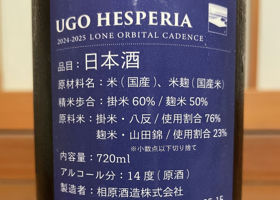 UGO HESPERIA
2024-2025 LONE ORBITAL CADENCE
品目：日本酒
原材料名：米（国産）、米麹（国産米）
精米歩合：掛米 60% / 麹米 50%
原料米：掛米・八反 / 使用割合 76%
麹米・山田錦 / 使用割合 23%
※小数点以下切り捨て
内容量：720ml
アルコール分：14度（原酒）
製造者：相原酒造株式会社